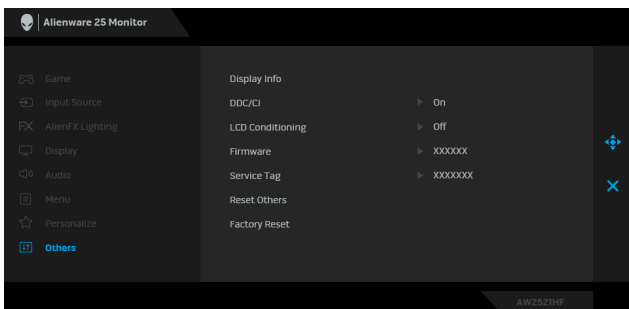 Alienware 25 Monitor
Game
Input Source
AlienFX Lighting
Display
Audio
Menu
Personalize
Others
Display Info
DDC/CI On
LCD Conditioning Off
Firmware XXXXXX
Service Tag XXXXXXX
Reset Others
Factory Reset
AW2521HF